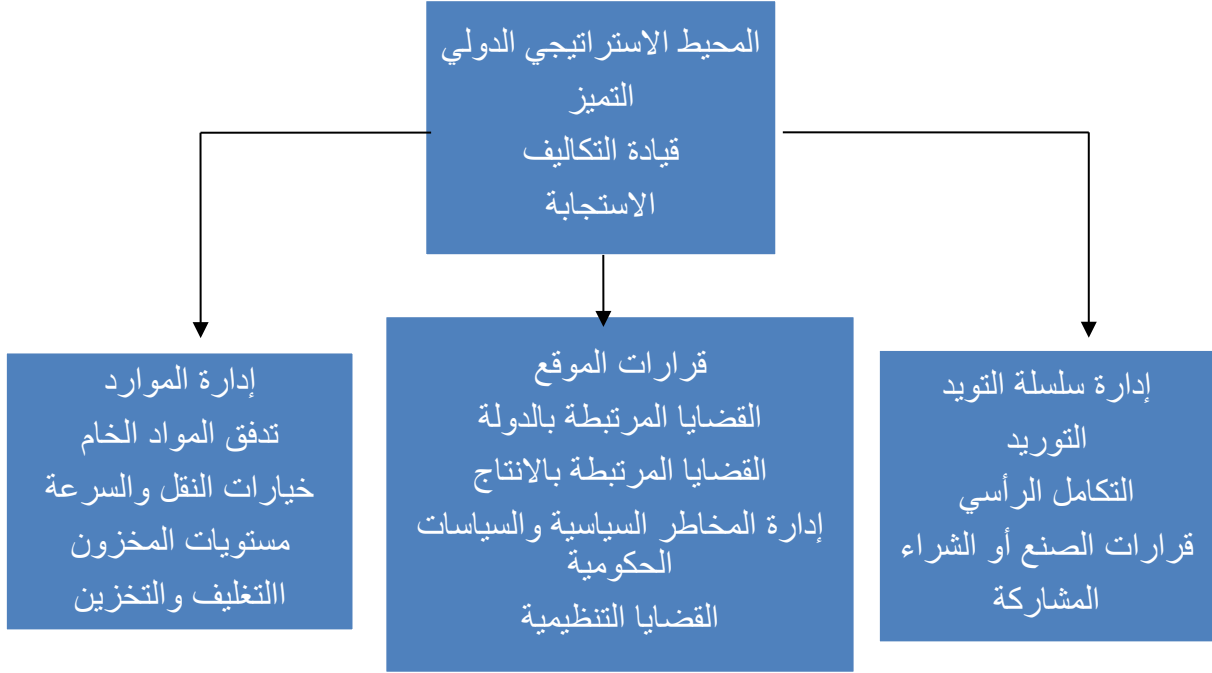 المحيط الاستراتيجي الدولي
التميز
قيادة التكاليف
الاستجابة
إدارة سلسلة التويد
التوريد
التكامل الرأسي
قرارات الصنع أو الشراء
المشاركة
قرارات الموقع
القضايا المرتبطة بالدولة
القضايا المرتبطة بالانتاج
إدارة المخاطر السياسية والسياسات
الحكومية
القضايا التنظيمية
إدارة الموارد
تدفق المواد الخام
خيارات النقل والسرعة
مستويات المخزون
االتغليف والتخزين